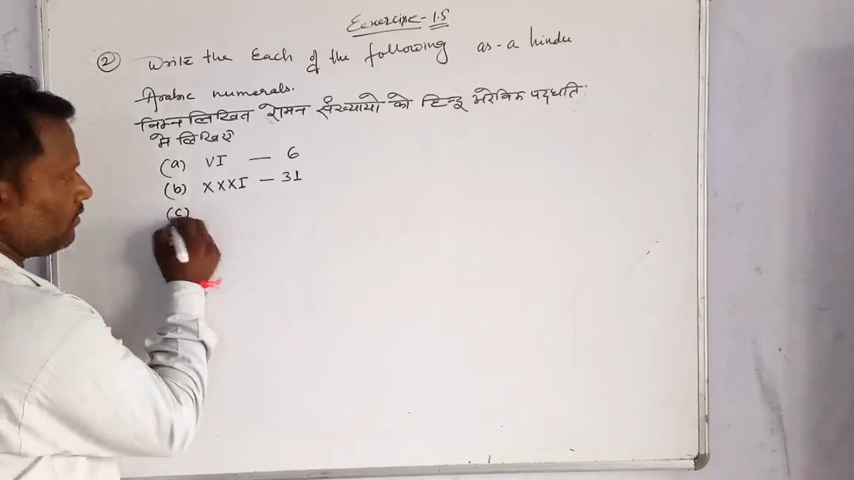 Exercise-1.5
② Write the Each of the following as-a hindu
Arabic numerals.
निम्न लिखित रोमन संख्यायो को हिन्दू अरेबिक पद्धति
मे लिखिएँ
(a) VI — 6
(b) XXXI — 31
(c)